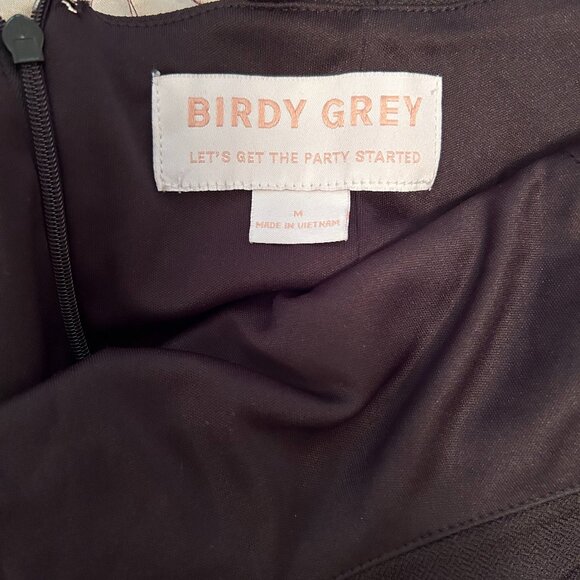 BIRDY GREY
LET'S GET THE PARTY STARTED
M
MADE IN VIETNAM